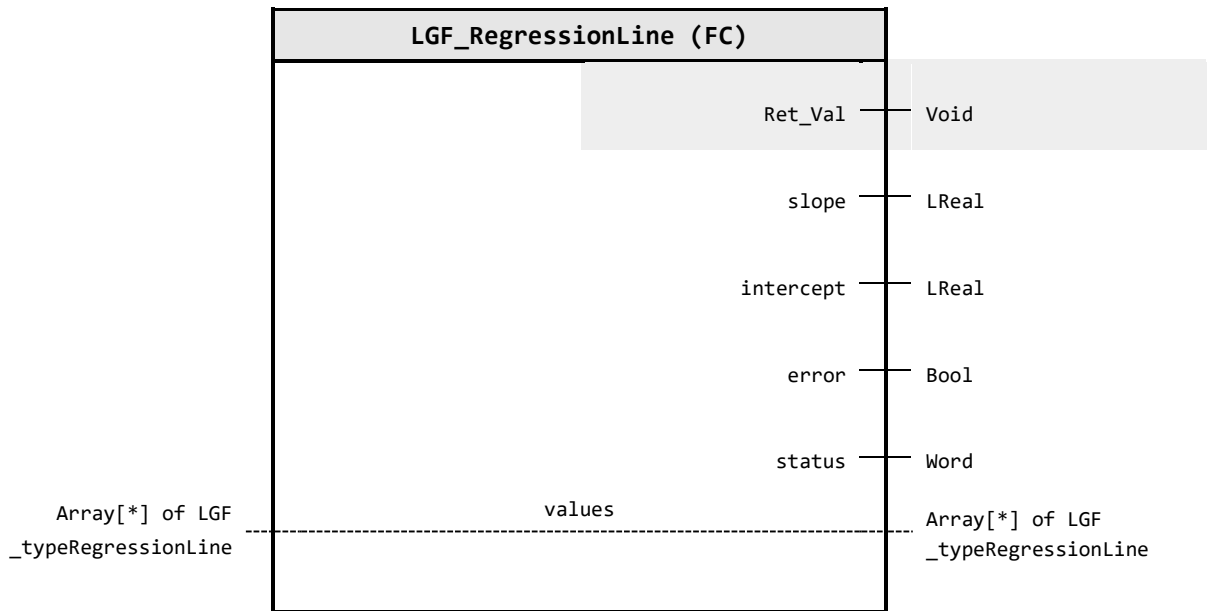 LGF_RegressionLine (FC)
Ret_Val Void
slope LReal
intercept LReal
error Bool
status Word
values
Array[*] of LGF
_typeRegressionLine
Array[*] of LGF
_typeRegressionLine